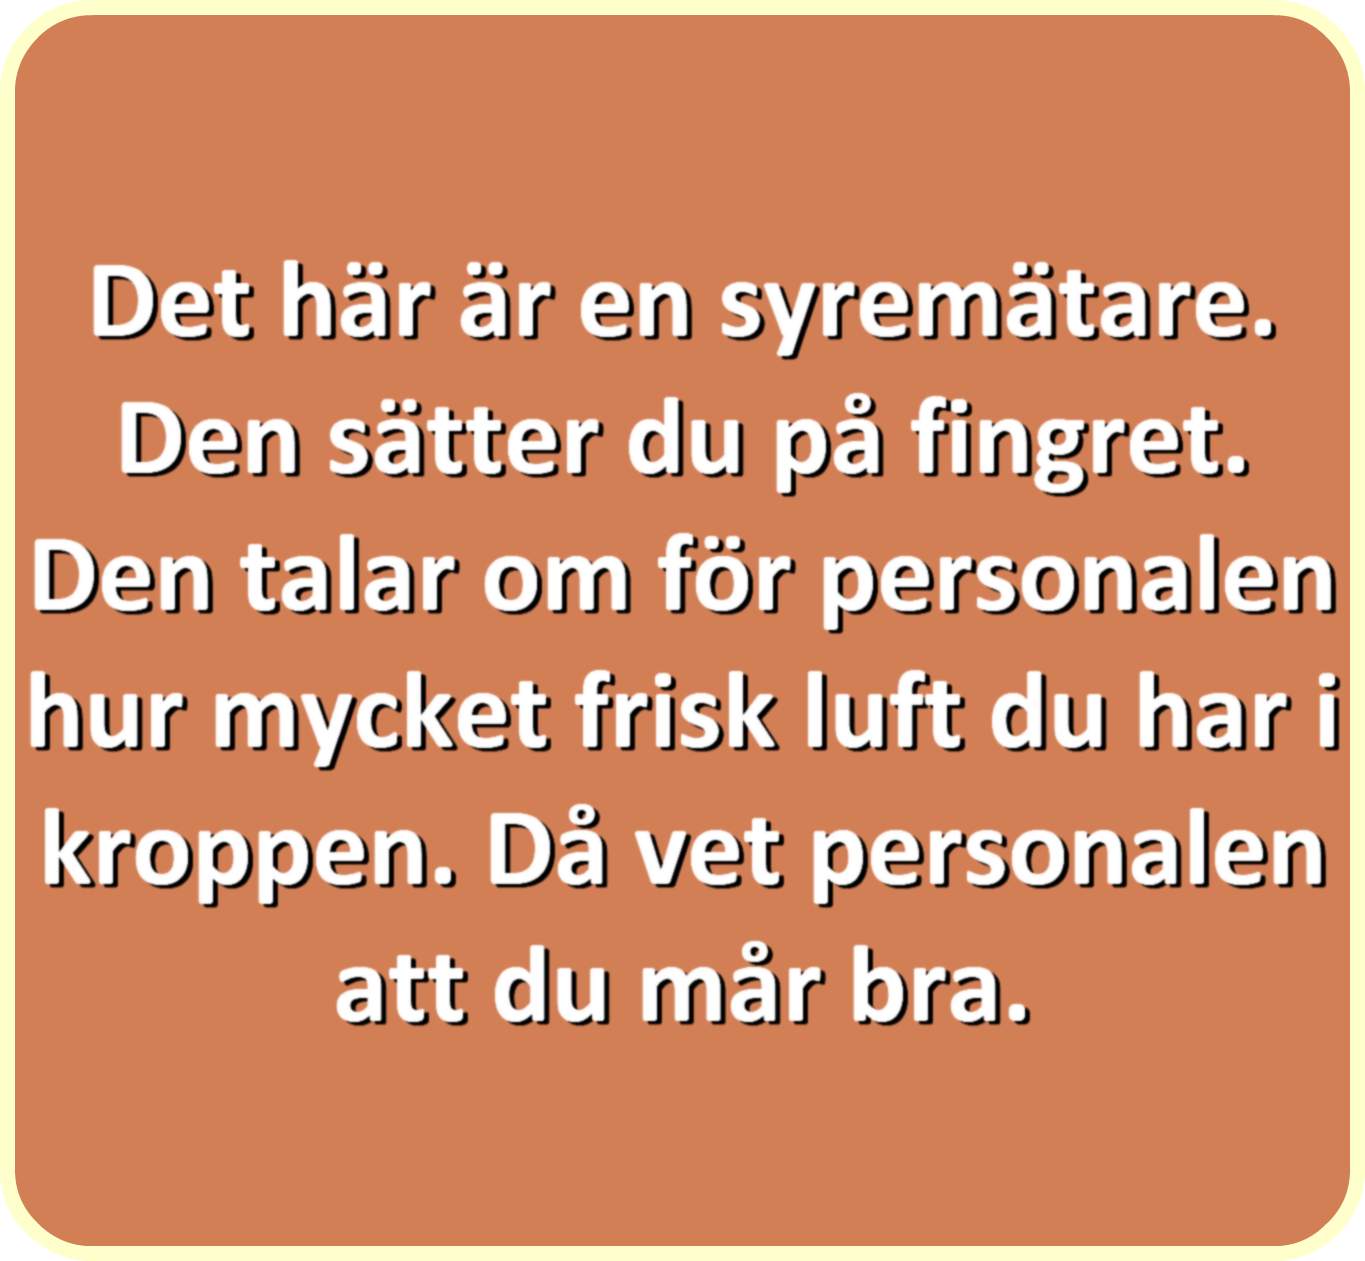 Det här är en syremätare.
Den sätter du på fingret.
Den talar om för personalen
hur mycket frisk luft du har i
kroppen. Då vet personalen
att du mår bra.